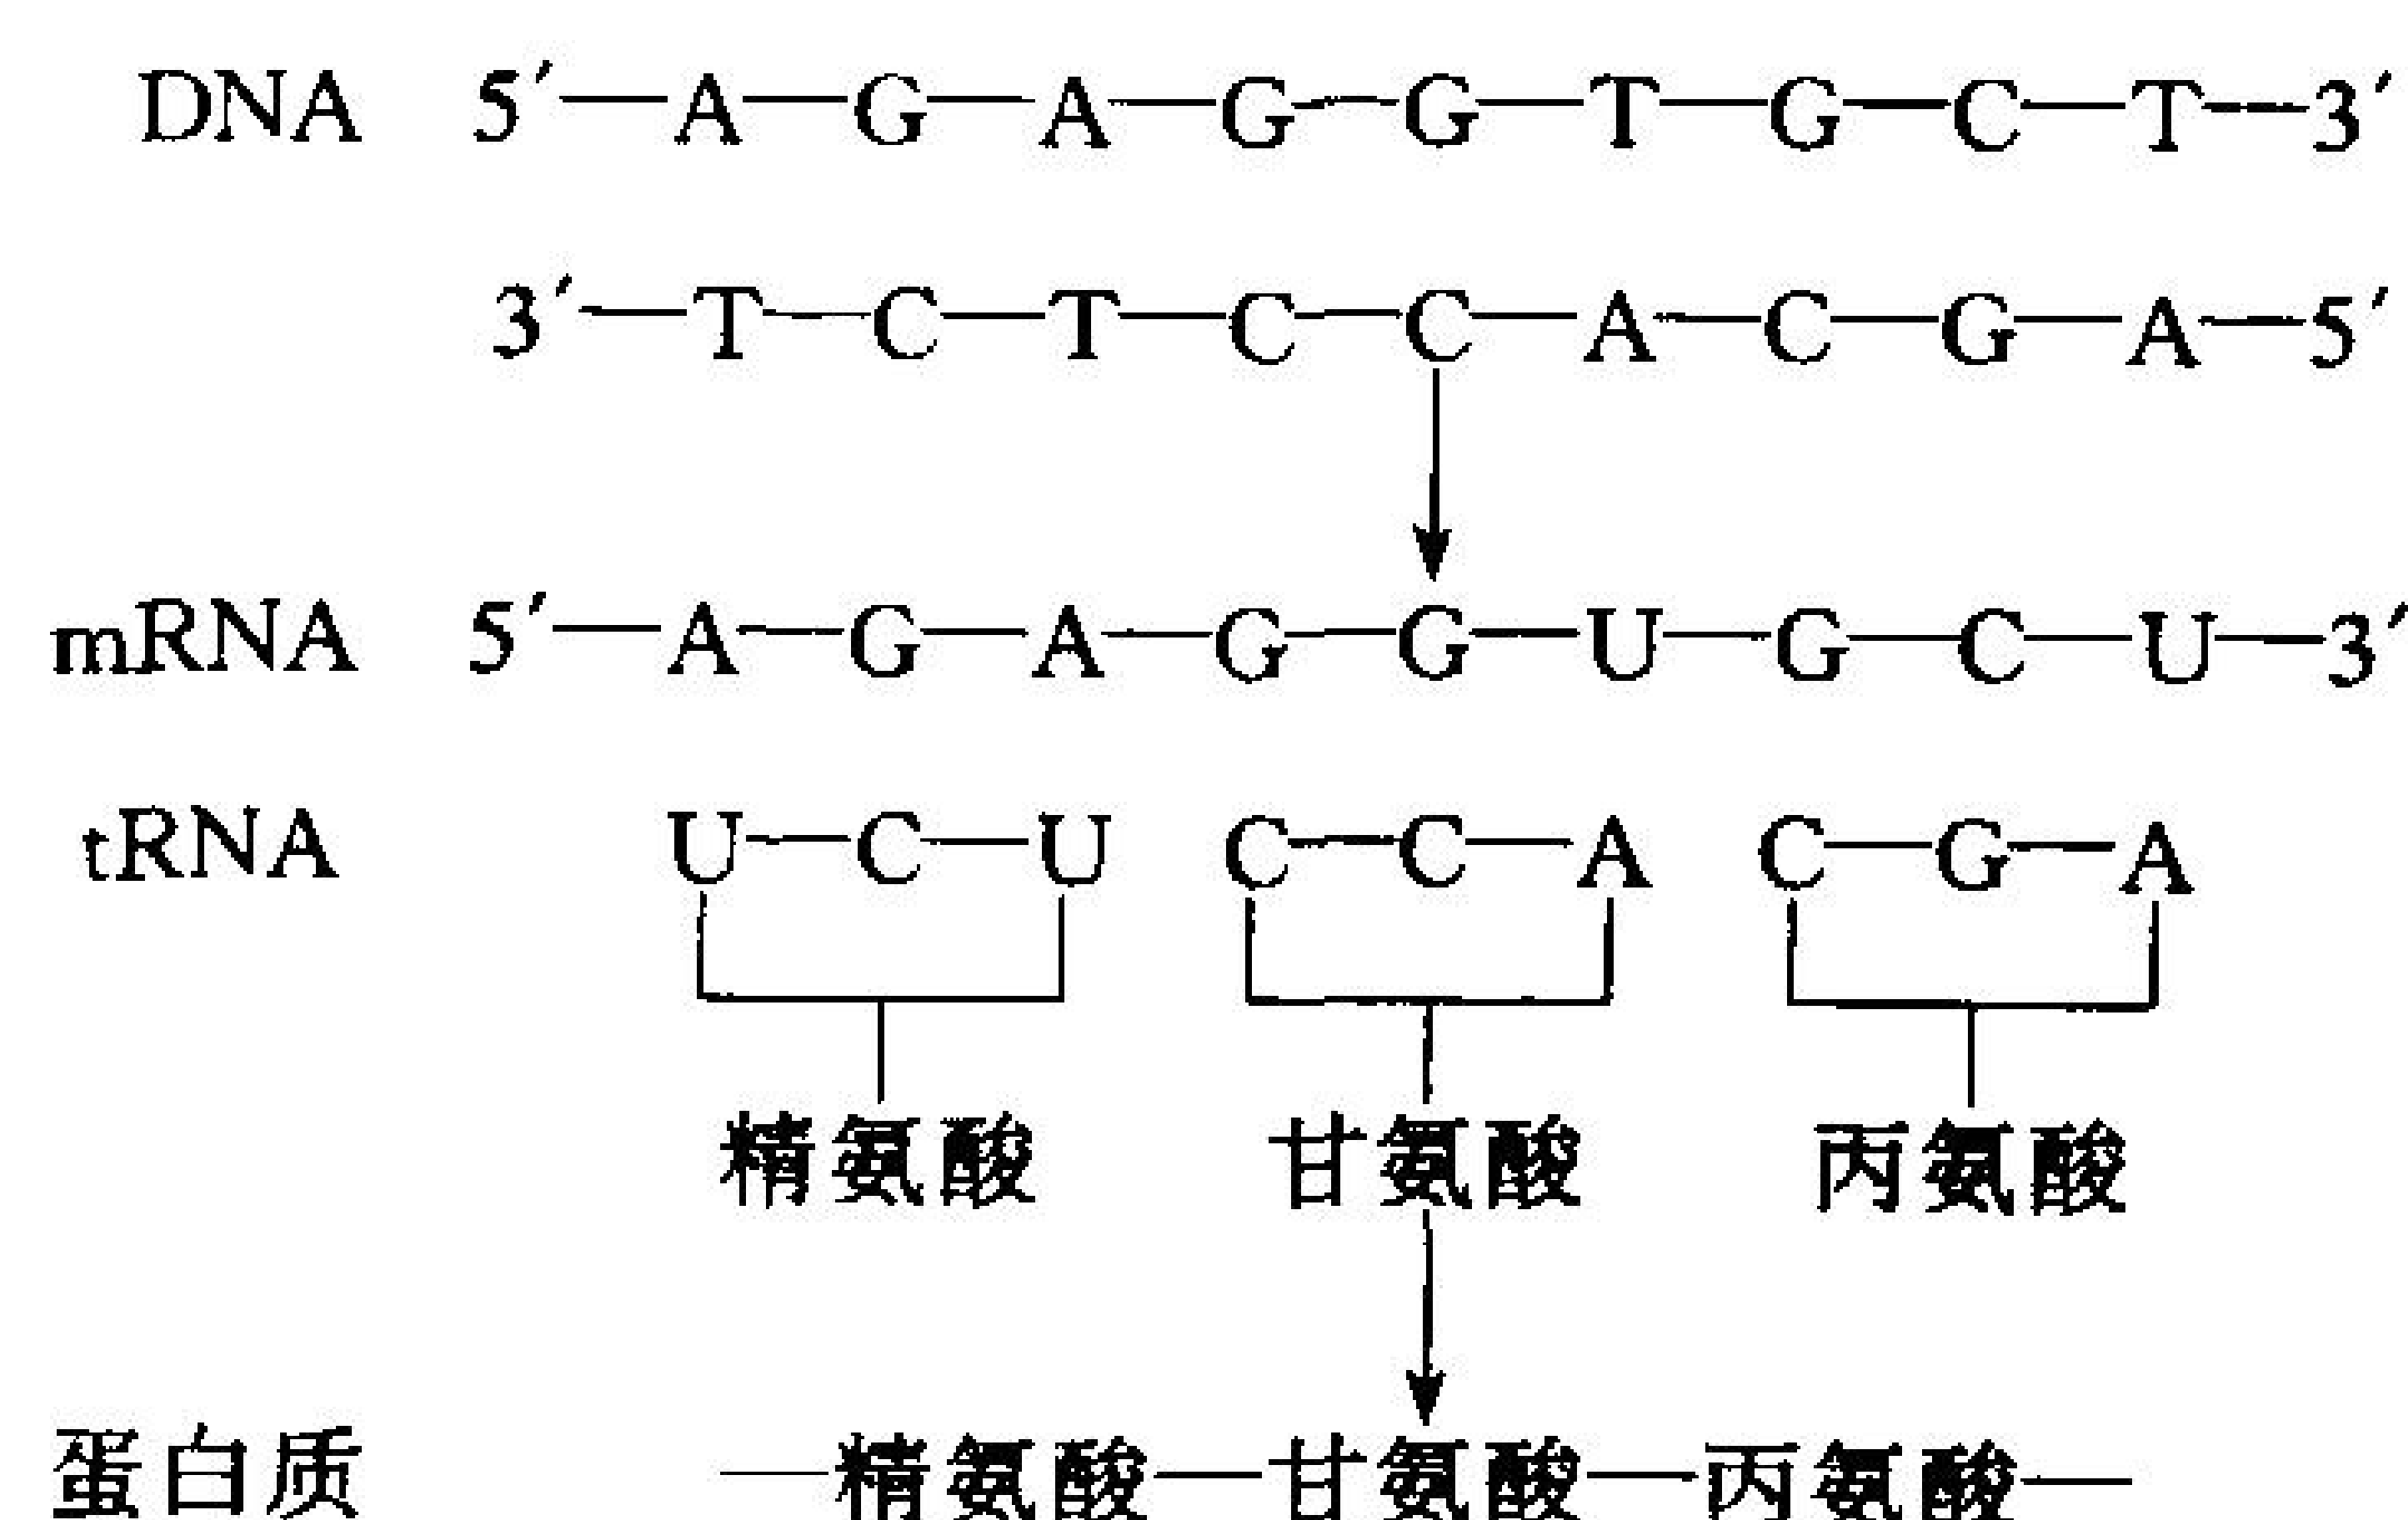 DNA 5′—A—G—A—G—G—T—G—C—T—3′
3′—T—C—T—C—C—A—C—G—A—5′
mRNA 5′—A—G—A—G—G—U—G—C—U—3′
tRNA U—C—U C—C—A C—G—A
精氨酸 甘氨酸 丙氨酸
蛋白质 —精氨酸—甘氨酸—丙氨酸—